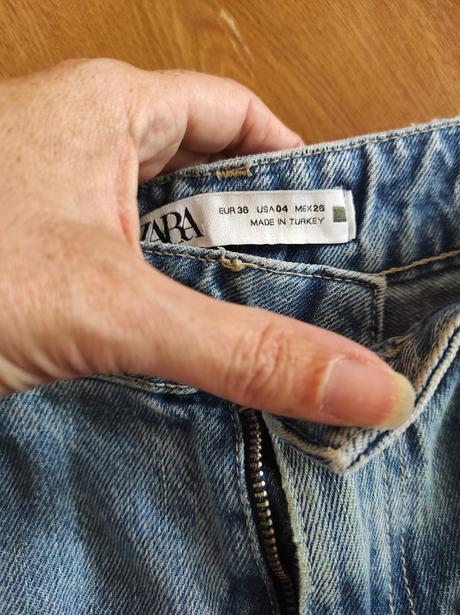 ZARA
EUR 36 USA 04 MEX 26
MADE IN TURKEY